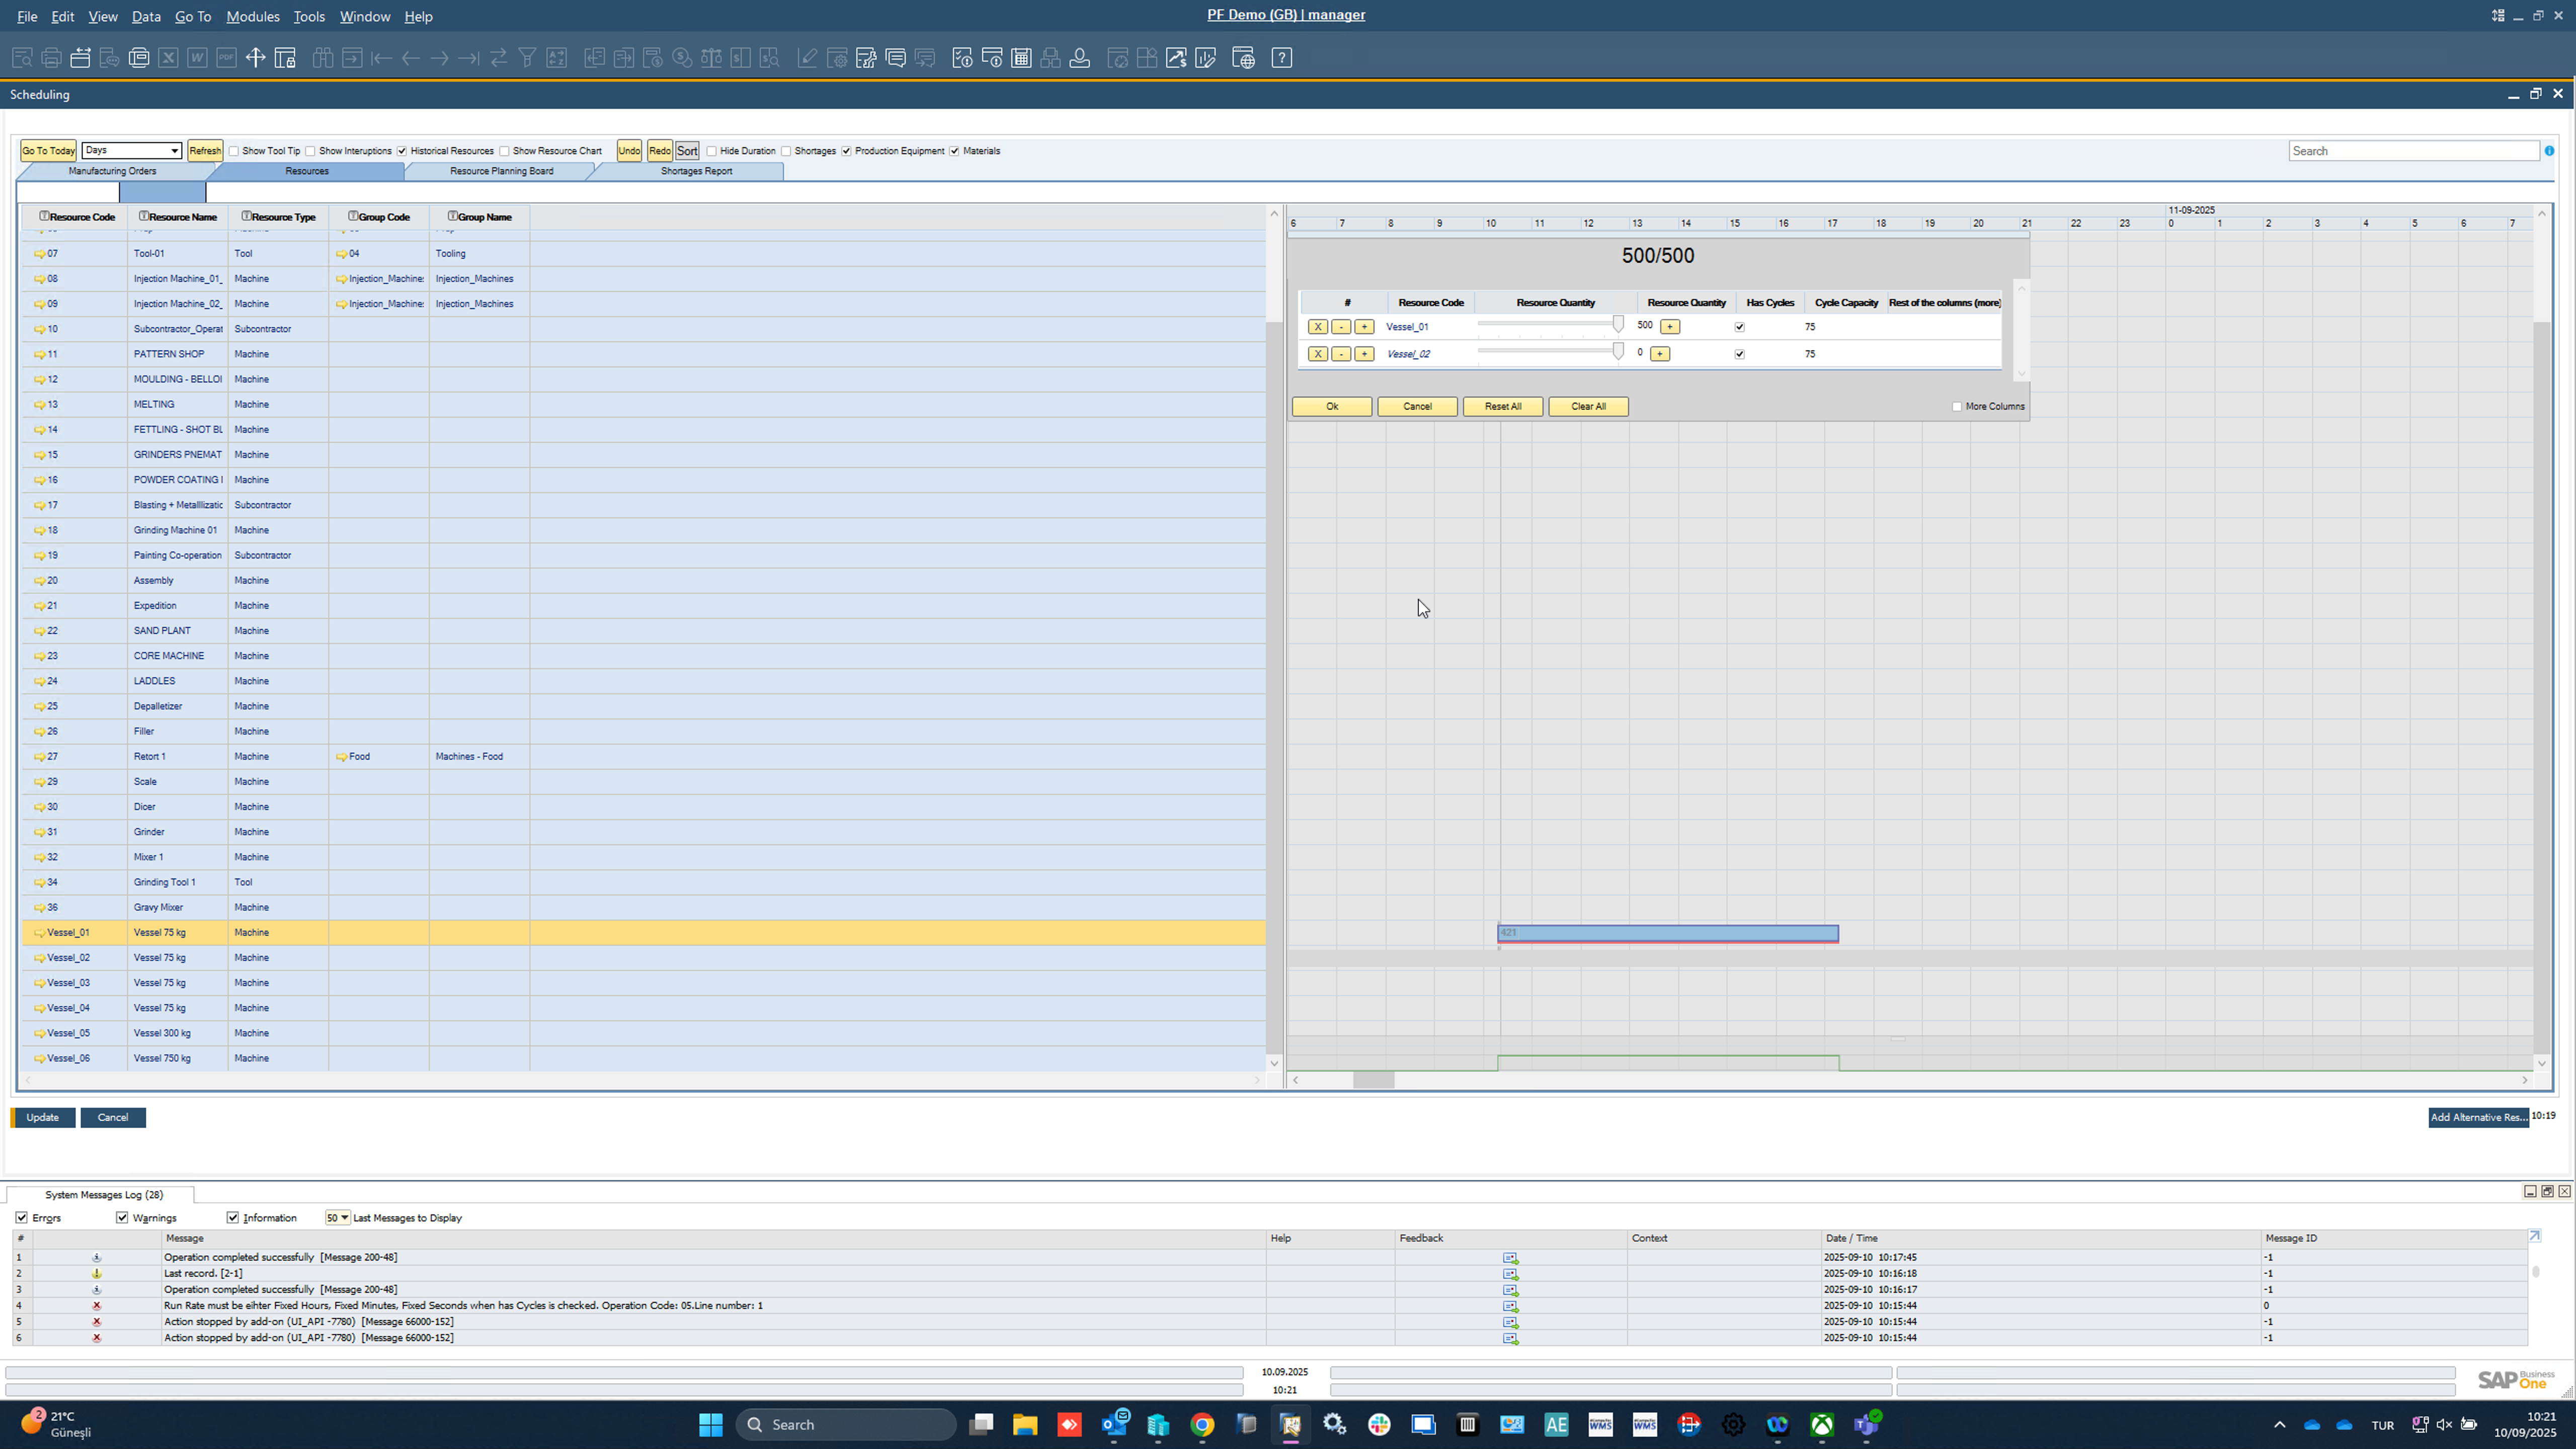 File Edit View Data Go To Modules Tools Window Help
PF Demo (GB) | manager
Scheduling
Go To Today Days Refresh Show Tool Tip Show Interuptions Historical Resources Show Resource Chart Undo Redo Sort Hide Duration Shortages Production Equipment Materials Search
Manufacturing Orders Resources Resource Planning Board Shortages Report
Resource Code Resource Name Resource Type Group Code Group Name
11-09-2025
6 7 8 9 10 11 12 13 14 15 16 17 18 19 20 21 22 23 0 1 2 3 4 5 6 7
07 Tool-01 Tool 04 Tooling
08 Injection Machine_01_ Machine Injection_Machine: Injection_Machines
09 Injection Machine_02_ Machine Injection_Machine: Injection_Machines
10 Subcontractor_Operat Subcontractor
11 PATTERN SHOP Machine
12 MOULDING - BELLOI Machine
13 MELTING Machine
14 FETTLING - SHOT BL Machine
15 GRINDERS PNEMAT Machine
16 POWDER COATING I Machine
17 Blasting + Metalllizatic Subcontractor
18 Grinding Machine 01 Machine
19 Painting Co-operation Subcontractor
20 Assembly Machine
21 Expedition Machine
22 SAND PLANT Machine
23 CORE MACHINE Machine
24 LADDLES Machine
25 Depalletizer Machine
26 Filler Machine
27 Retort 1 Machine Food Machines - Food
29 Scale Machine
30 Dicer Machine
31 Grinder Machine
32 Mixer 1 Machine
34 Grinding Tool 1 Tool
36 Gravy Mixer Machine
Vessel_01 Vessel 75 kg Machine
Vessel_02 Vessel 75 kg Machine
Vessel_03 Vessel 75 kg Machine
Vessel_04 Vessel 75 kg Machine
Vessel_05 Vessel 300 kg Machine
Vessel_06 Vessel 750 kg Machine
500/500
# Resource Code Resource Quantity Resource Quantity Has Cycles Cycle Capacity Rest of the columns (more)
X - + Vessel_01 500 + 75
X - + Vessel_02 0 + 75
Ok Cancel Reset All Clear All More Columns
421
Update Cancel
Add Alternative Res... 10:19
System Messages Log (28)
Errors Warnings Information 50 Last Messages to Display
# Message Help Feedback Context Date / Time Message ID
1 Operation completed successfully [Message 200-48] 2025-09-10 10:17:45 -1
2 Last record. [2-1] 2025-09-10 10:16:18 -1
3 Operation completed successfully [Message 200-48] 2025-09-10 10:16:17 -1
4 Run Rate must be eihter Fixed Hours, Fixed Minutes, Fixed Seconds when has Cycles is checked. Operation Code: 05.Line number: 1 2025-09-10 10:15:44 0
5 Action stopped by add-on (UI_API -7780) [Message 66000-152] 2025-09-10 10:15:44 -1
6 Action stopped by add-on (UI_API -7780) [Message 66000-152] 2025-09-10 10:15:44 -1
10.09.2025
10:21
SAP Business One
2
21°C
Güneşli
Search
AE
WMS
WMS
TUR
10:21
10/09/2025